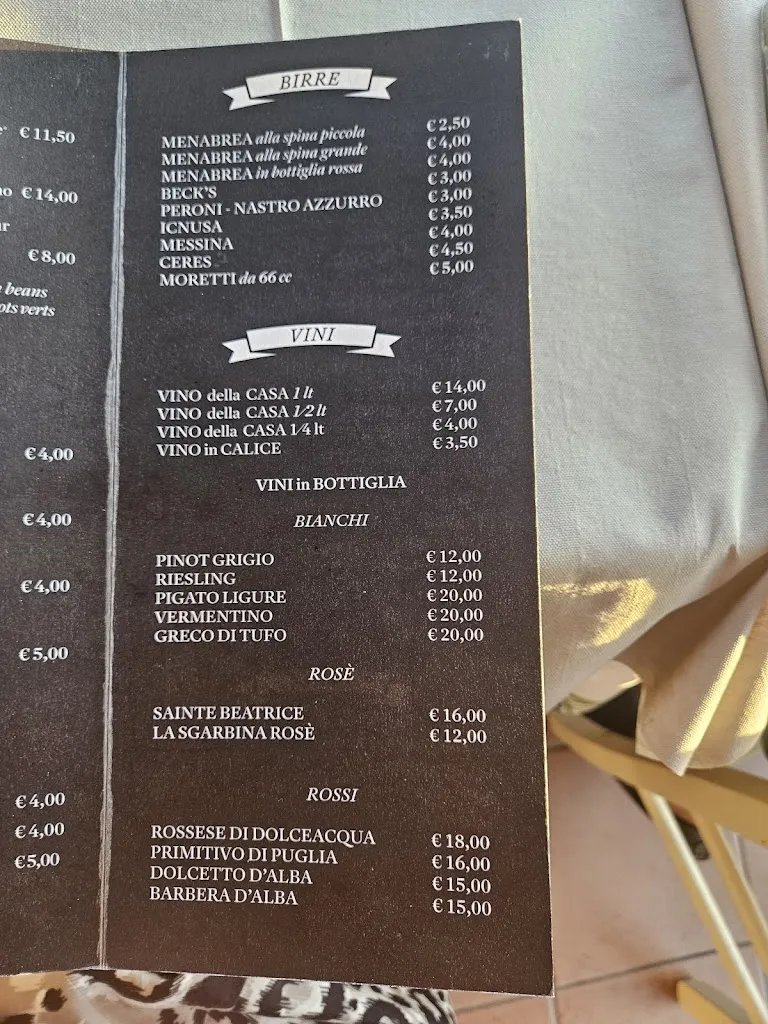 € 11,50
€ 14,00
€ 8,00
beans
ots verts
€ 4,00
€ 4,00
€ 4,00
€ 5,00
€ 4,00
€ 4,00
€ 5,00
BIRRE
MENABREA alla spina piccola € 2,50
MENABREA alla spina grande € 4,00
MENABREA in bottiglia rossa € 4,00
BECK'S € 3,00
PERONI - NASTRO AZZURRO € 3,00
ICNUSA € 3,50
MESSINA € 4,00
CERES € 4,50
MORETTI da 66 cc € 5,00
VINI
VINO della CASA 1 lt € 14,00
VINO della CASA 1⁄2 lt € 7,00
VINO della CASA 1⁄4 lt € 4,00
VINO in CALICE € 3,50
VINI in BOTTIGLIA
BIANCHI
PINOT GRIGIO € 12,00
RIESLING € 12,00
PIGATO LIGURE € 20,00
VERMENTINO € 20,00
GRECO DI TUFO € 20,00
ROSÈ
SAINTE BEATRICE € 16,00
LA SGARBINA ROSÈ € 12,00
ROSSI
ROSSESE DI DOLCEACQUA € 18,00
PRIMITIVO DI PUGLIA € 16,00
DOLCETTO D'ALBA € 15,00
BARBERA D'ALBA € 15,00